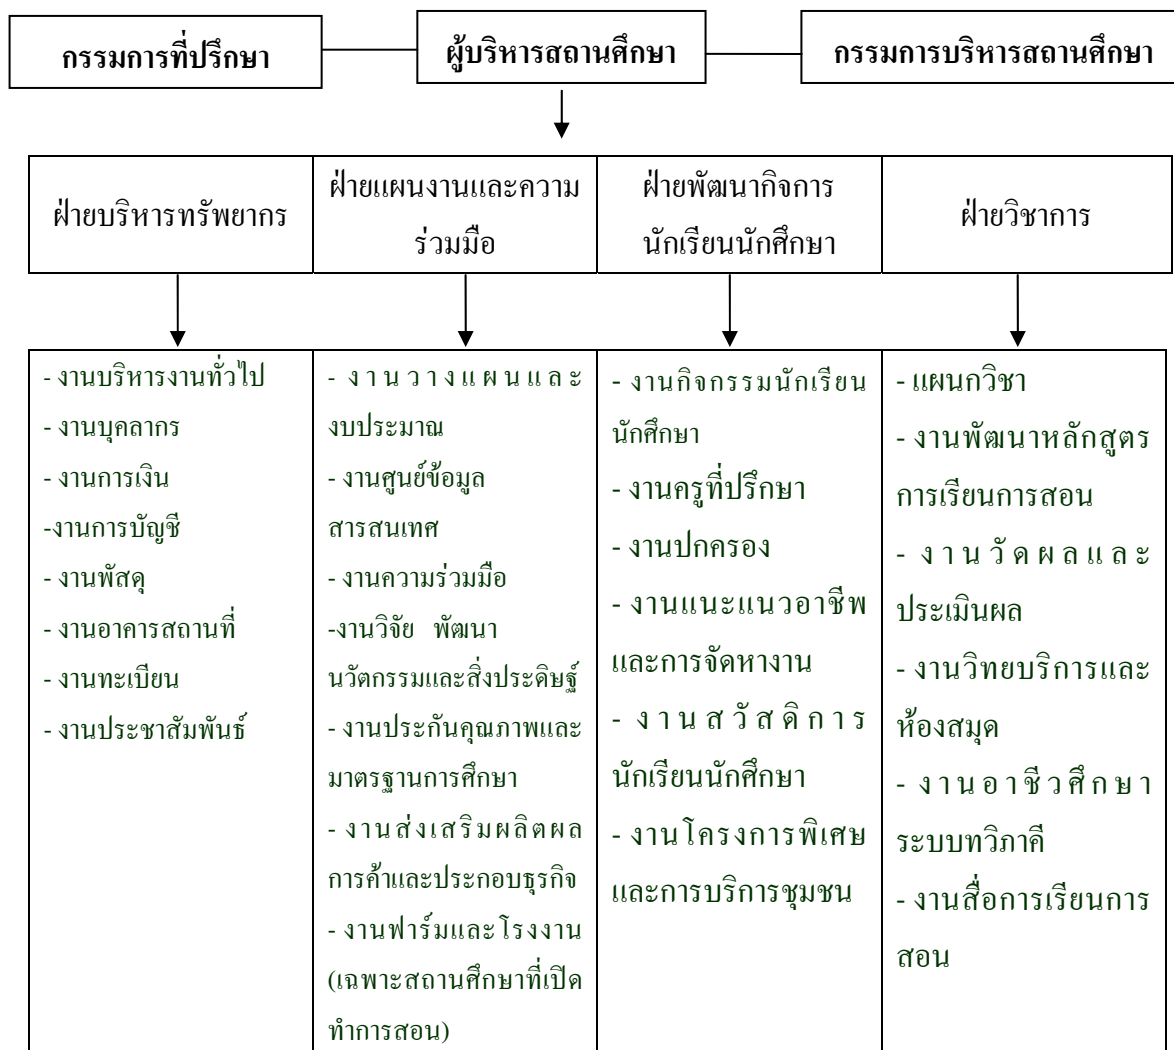 กรรมการที่ปรึกษา
ผู้บริหารสถานศึกษา
กรรมการบริหารสถานศึกษา
ฝ่ายบริหารทรัพยากร
ฝ่ายแผนงานและความ
ร่วมมือ
ฝ่ายพัฒนากิจการ
นักเรียนนักศึกษา
ฝ่ายวิชาการ
- งานบริหารงานทั่วไป
- งานบุคลากร
- งานการเงิน
-งานการบัญชี
- งานพัสดุ
- งานอาคารสถานที่
- งานทะเบียน
- งานประชาสัมพันธ์
- งานวางแผนและ
งบประมาณ
- งานศูนย์ข้อมูล
สารสนเทศ
- งานความร่วมมือ
-งานวิจัย พัฒนา
นวัตกรรมและสิ่งประดิษฐ์
- งานประกันคุณภาพและ
มาตรฐานการศึกษา
- งานส่งเสริมผลิตผล
การค้าและประกอบธุรกิจ
- งานฟาร์มและโรงงาน
(เฉพาะสถานศึกษาที่เปิด
ทำการสอน)
- งานกิจกรรมนักเรียน
นักศึกษา
- งานครูที่ปรึกษา
- งานปกครอง
- งานแนะแนวอาชีพ
และการจัดหางาน
- งานสวัสดิการ
นักเรียนนักศึกษา
- งานโครงการพิเศษ
และการบริการชุมชน
- แผนกวิชา
- งานพัฒนาหลักสูตร
การเรียนการสอน
- งานวัดผลและ
ประเมินผล
- งานวิทยบริการและ
ห้องสมุด
- งานอาชีวศึกษา
ระบบทวิภาคี
- งานสื่อการเรียนการ
สอน